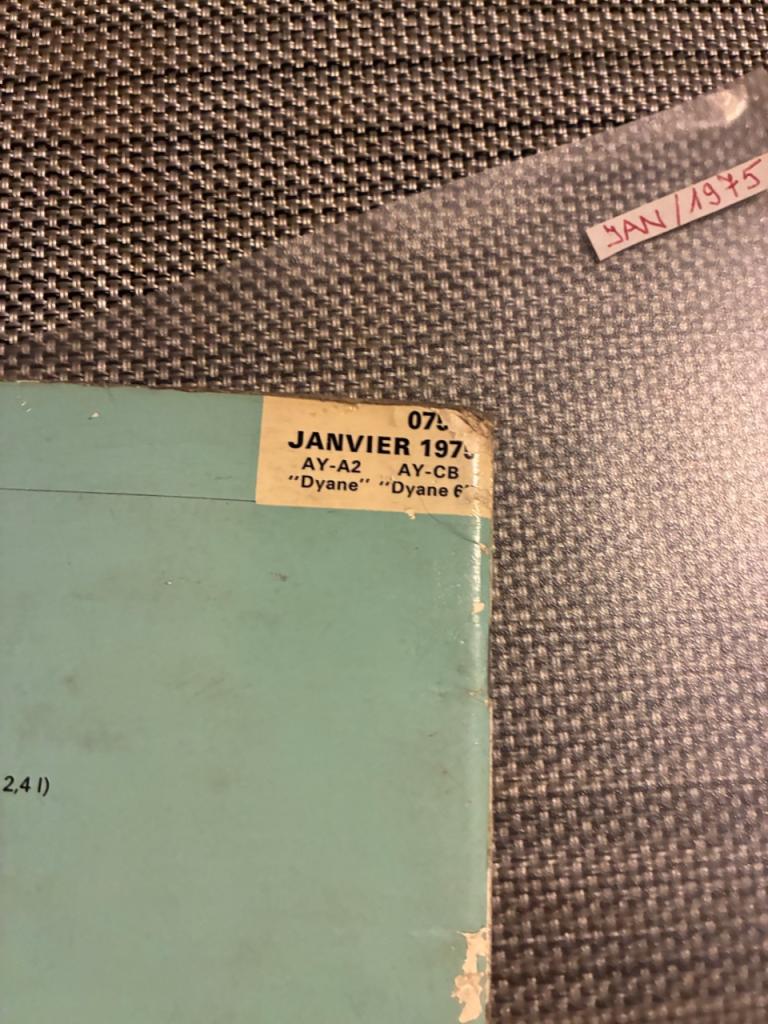 JAN/1975
07
JANVIER 197
AY-A2 AY-CB
"Dyane" "Dyane 6"
2,4 l)